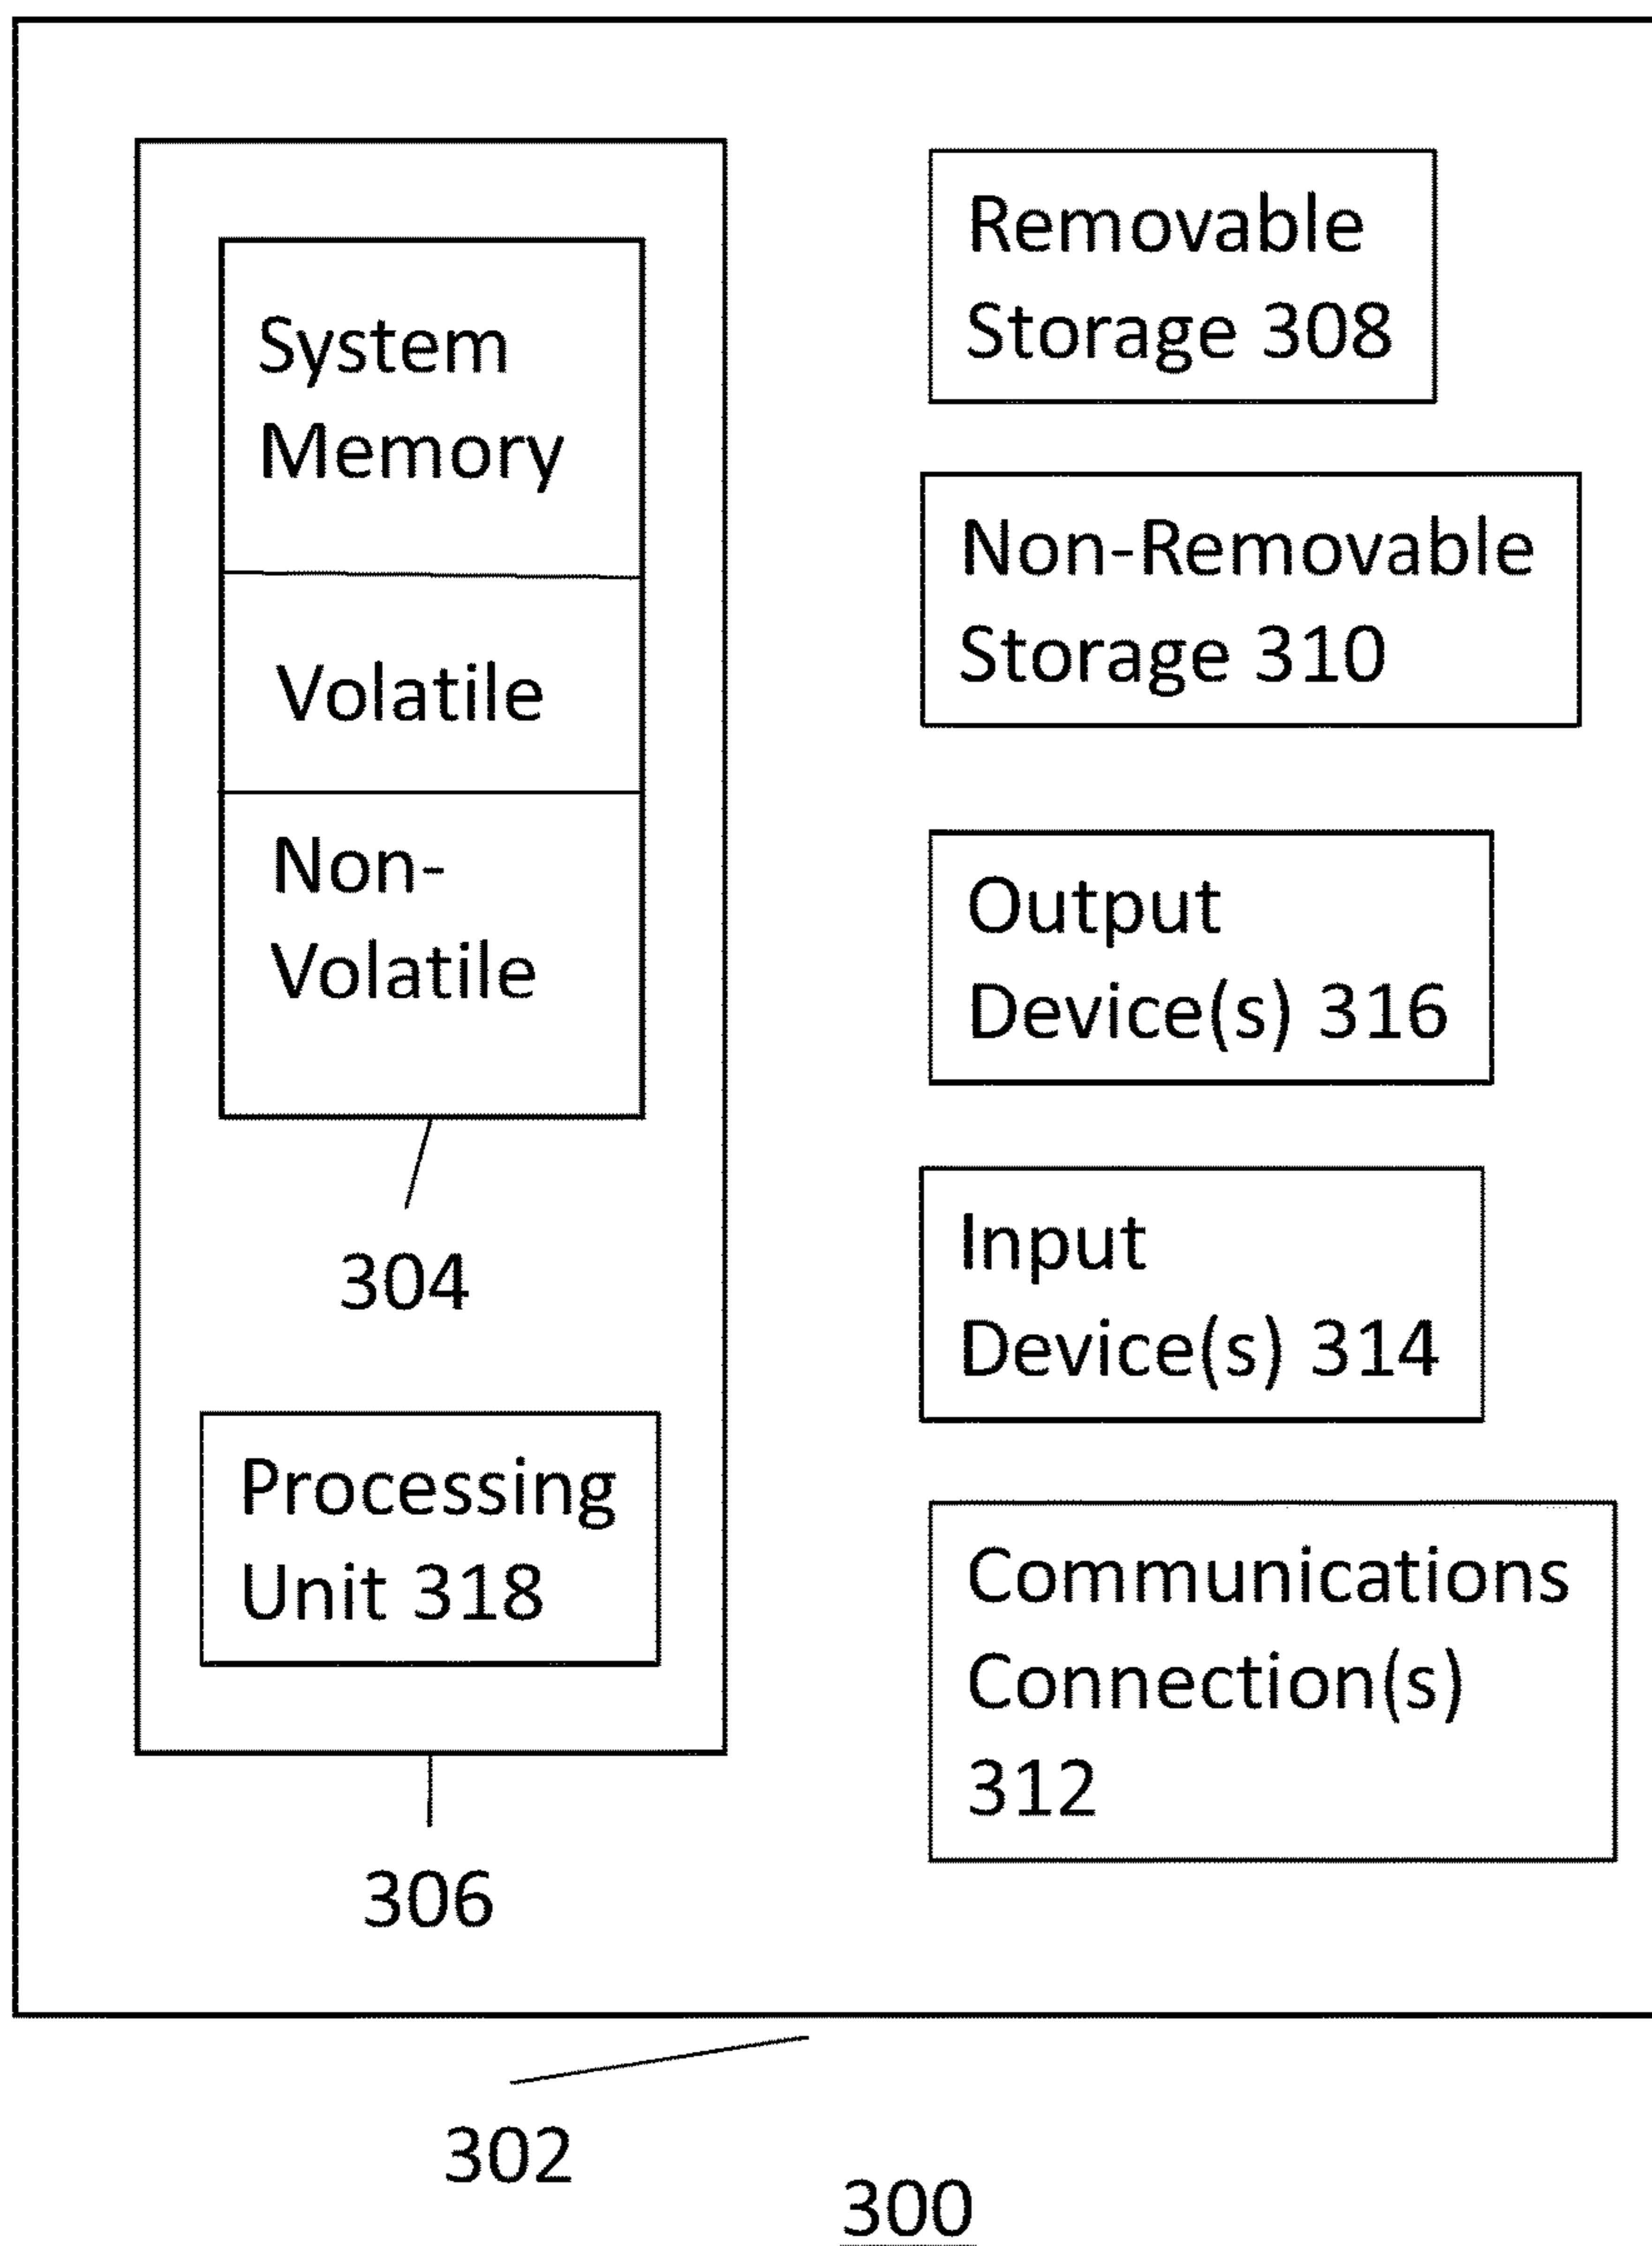 System
Memory
Volatile
Non-
Volatile
304
Processing
Unit 318
306
Removable
Storage 308
Non-Removable
Storage 310
Output
Device(s) 316
Input
Device(s) 314
Communications
Connection(s)
312
302
300